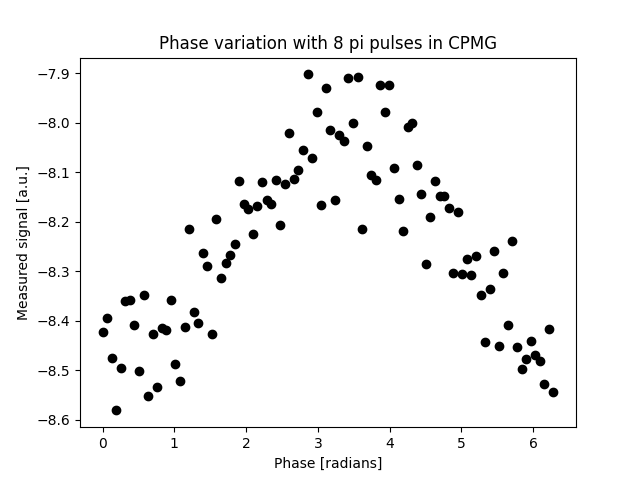 Phase variation with 8 pi pulses in CPMG
Measured signal [a.u.]
−7.9
−8.0
−8.1
−8.2
−8.3
−8.4
−8.5
−8.6
0 1 2 3 4 5 6
Phase [radians]